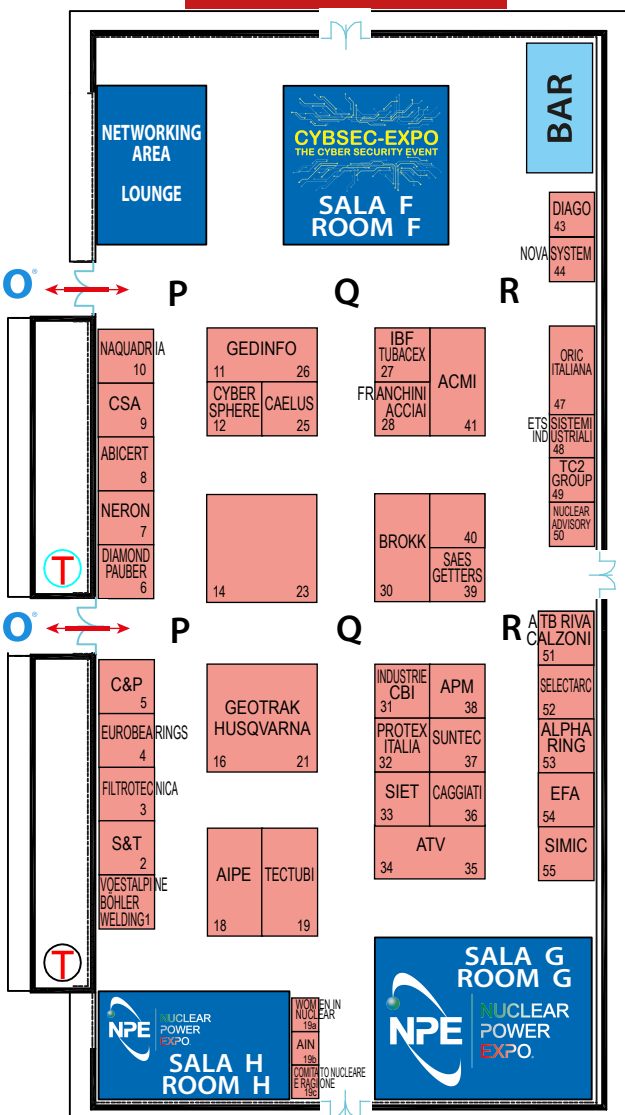 NETWORKING
AREA
LOUNGE
CYBSEC-EXPO
THE CYBER SECURITY EVENT
SALA F
ROOM F
BAR
DIAGO
43
NOVA SYSTEM
44
O®
P
Q
R
NAQUADRIA
10
CSA
9
ABICERT
8
NERON
7
DIAMOND
PAUBER
6
T
GEDINFO
11 26
CYBER
SPHERE
12
CAELUS
25
IBF
TUBACEX
27
FRANCHINI
ACCIAI
28
ACMI
41
ORIC
ITALIANA
47
ETS SISTEMI
INDUSTRIALI
48
TC2
GROUP
49
NUCLEAR
ADVISORY
50
14 23
BROKK
30
40
SAES
GETTERS
39
O®
P
Q
R
ATB RIVA
CALZONI
51
SELECTARC
52
ALPHA
RING
53
EFA
54
SIMIC
55
C&P
5
EUROBEARINGS
4
FILTROTECNICA
3
S&T
2
VOESTALPINE
BÖHLER
WELDING1
T
GEOTRAK
HUSQVARNA
16 21
INDUSTRIE
CBI
31
APM
38
PROTEX
ITALIA
32
SUNTEC
37
SIET
33
CAGGIATI
36
ATV
34 35
AIPE
18
TECTUBI
19
NPE
NUCLEAR
POWER
EXPO.
SALA H
ROOM H
WOMEN IN
NUCLEAR
19a
AIN
19b
COMITATO NUCLEARE
E RAGIONE
19c
SALA G
ROOM G
NPE
NUCLEAR
POWER
EXPO.